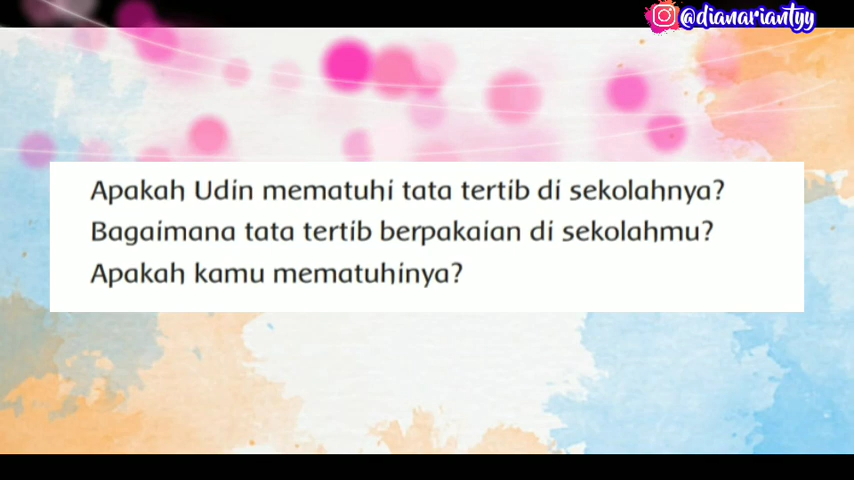 @dianariantyy
Apakah Udin mematuhi tata tertib di sekolahnya?
Bagaimana tata tertib berpakaian di sekolahmu?
Apakah kamu mematuhinya?